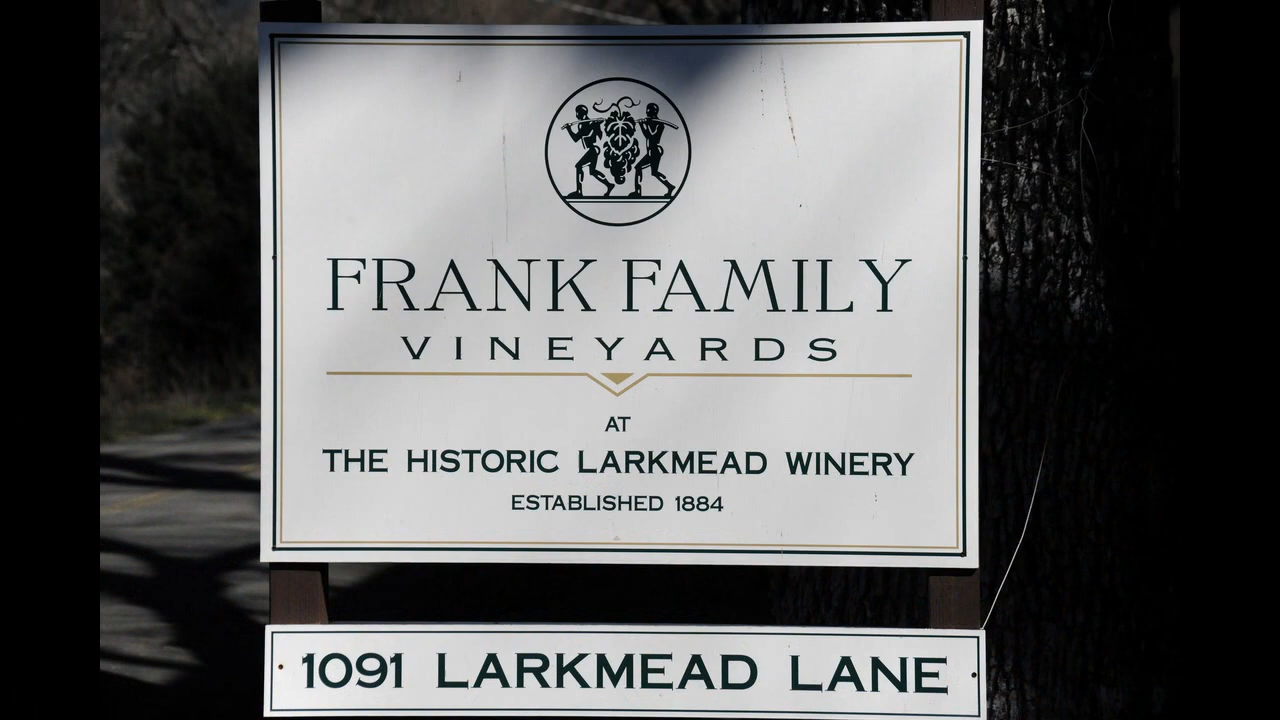 FRANK FAMILY
VINEYARDS
AT
THE HISTORIC LARKMEAD WINERY
ESTABLISHED 1884
1091 LARKMEAD LANE